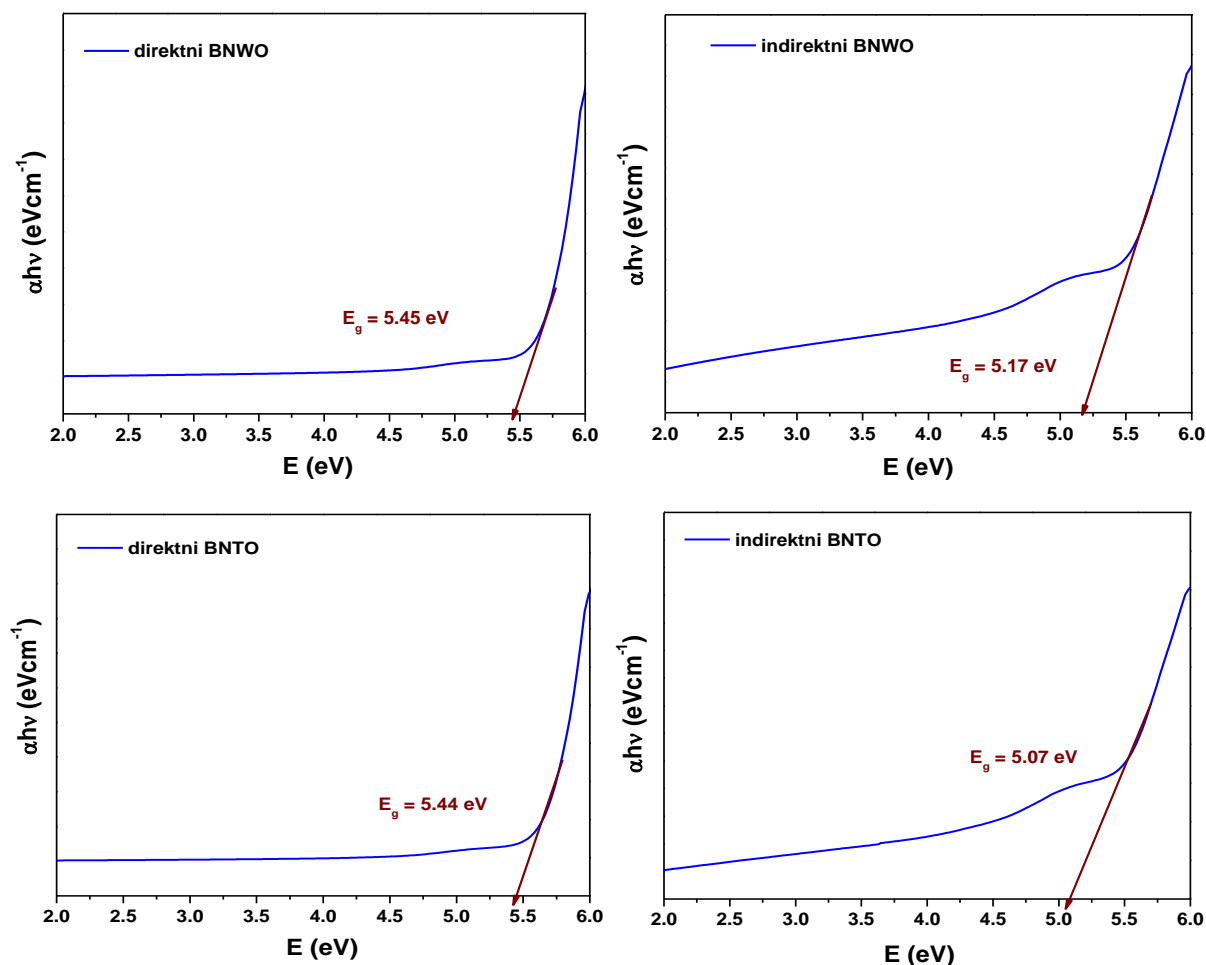 direktni BNWO
αhν (eVcm⁻¹)
E_g = 5.45 eV
2.0 2.5 3.0 3.5 4.0 4.5 5.0 5.5 6.0
E (eV)
indirektni BNWO
αhν (eVcm⁻¹)
E_g = 5.17 eV
2.0 2.5 3.0 3.5 4.0 4.5 5.0 5.5 6.0
E (eV)
direktni BNTO
αhν (eVcm⁻¹)
E_g = 5.44 eV
2.0 2.5 3.0 3.5 4.0 4.5 5.0 5.5 6.0
E (eV)
indirektni BNTO
αhν (eVcm⁻¹)
E_g = 5.07 eV
2.0 2.5 3.0 3.5 4.0 4.5 5.0 5.5 6.0
E (eV)